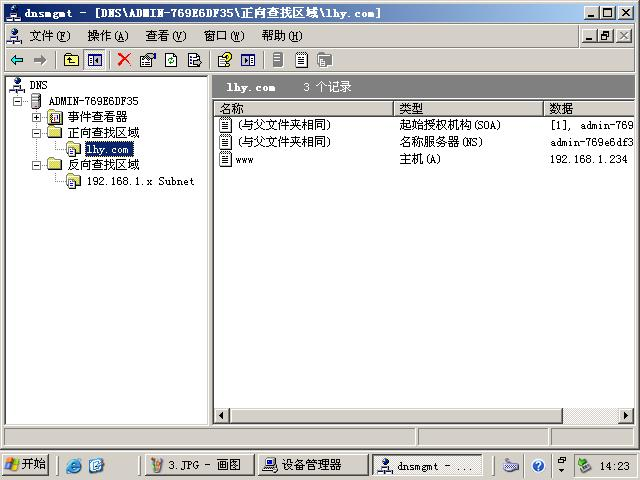 dnsmgmt - [DNS\ADMIN-769E6DF35\正向查找区域\lhy.com]
文件(F) 操作(A) 查看(V) 窗口(W) 帮助(H)
DNS
ADMIN-769E6DF35
事件查看器
正向查找区域
lhy.com
反向查找区域
192.168.1.x Subnet
lhy.com 3 个记录
名称 类型 数据
(与父文件夹相同) 起始授权机构(SOA) [1], admin-769
(与父文件夹相同) 名称服务器(NS) admin-769e6df3
www 主机(A) 192.168.1.234
开始 3.JPG - 画图 设备管理器 dnsmgmt - ... 14:23